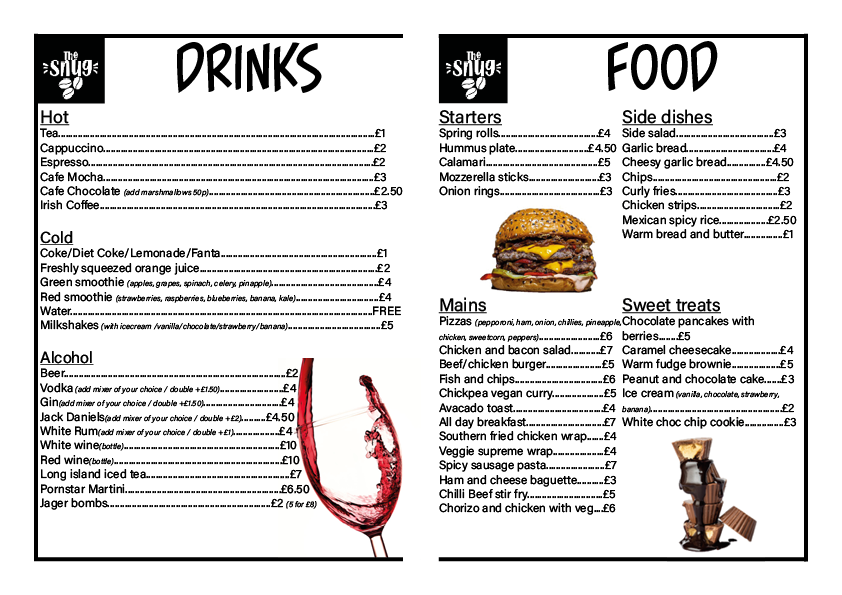 The Snug
DRINKS
Hot
Tea...£1
Cappuccino...£2
Espresso...£2
Cafe Mocha...£3
Cafe Chocolate (add marshmallows 50p)...£2.50
Irish Coffee...£3
Cold
Coke/Diet Coke/Lemonade/Fanta...£1
Freshly squeezed orange juice...£2
Green smoothie (apples, grapes, spinach, celery, pinapple)...£4
Red smoothie (strawberries, raspberries, blueberries, banana, kale)...£4
Water...FREE
Milkshakes (with icecream /vanilla/chocolate/strawberry/banana)...£5
Alcohol
Beer...£2
Vodka (add mixer of your choice / double +£1.50)...£4
Gin(add mixer of your choice / double +£1.50)...£4
Jack Daniels(add mixer of your choice / double +£2)...£4.50
White Rum(add mixer of your choice / double +£1)...£4
White wine(bottle)...£10
Red wine(bottle)...£10
Long island iced tea...£7
Pornstar Martini...£6.50
Jager bombs...£2 (5 for £8)
The Snug
FOOD
Starters
Spring rolls...£4
Hummus plate...£4.50
Calamari...£5
Mozzerella sticks...£3
Onion rings...£3
Side dishes
Side salad...£3
Garlic bread...£4
Cheesy garlic bread...£4.50
Chips...£2
Curly fries...£3
Chicken strips...£2
Mexican spicy rice...£2.50
Warm bread and butter...£1
Mains
Pizzas (pepporoni, ham, onion, chillies, pineapple,
chicken, sweetcorn, peppers)...£6
Chicken and bacon salad...£7
Beef/chicken burger...£5
Fish and chips...£6
Chickpea vegan curry...£5
Avacado toast...£4
All day breakfast...£7
Southern fried chicken wrap...£4
Veggie supreme wrap...£4
Spicy sausage pasta...£7
Ham and cheese baguette...£3
Chilli Beef stir fry...£5
Chorizo and chicken with veg...£6
Sweet treats
Chocolate pancakes with
berries...£5
Caramel cheesecake...£4
Warm fudge brownie...£5
Peanut and chocolate cake...£3
Ice cream (vanilla, chocolate, strawberry,
banana)...£2
White choc chip cookie...£3